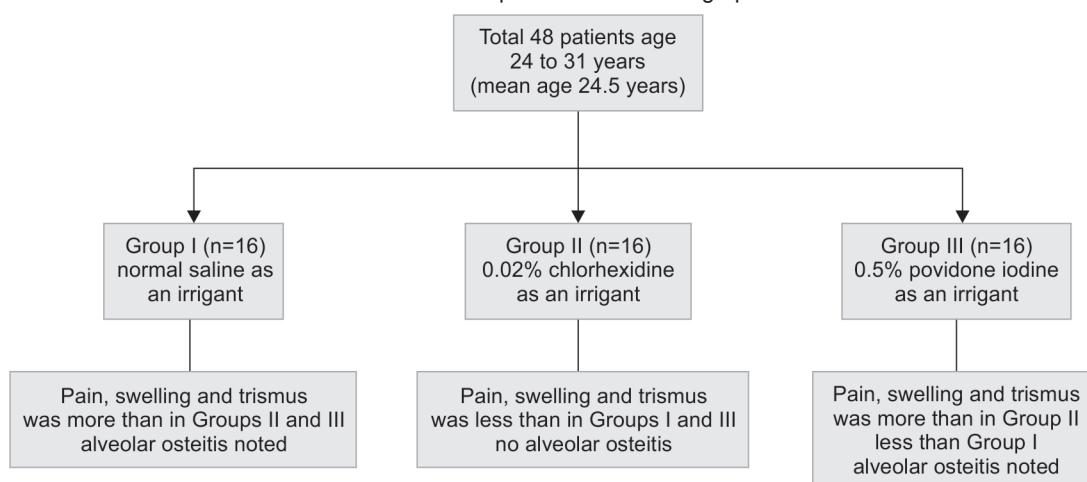 Total 48 patients age
24 to 31 years
(mean age 24.5 years)
Group I (n=16)
normal saline as
an irrigant
Group II (n=16)
0.02% chlorhexidine
as an irrigant
Group III (n=16)
0.5% povidone iodine
as an irrigant
Pain, swelling and trismus
was more than in Groups II and III
alveolar osteitis noted
Pain, swelling and trismus
was less than in Groups I and III
no alveolar osteitis
Pain, swelling and trismus
was more than in Group II
less than Group I
alveolar osteitis noted